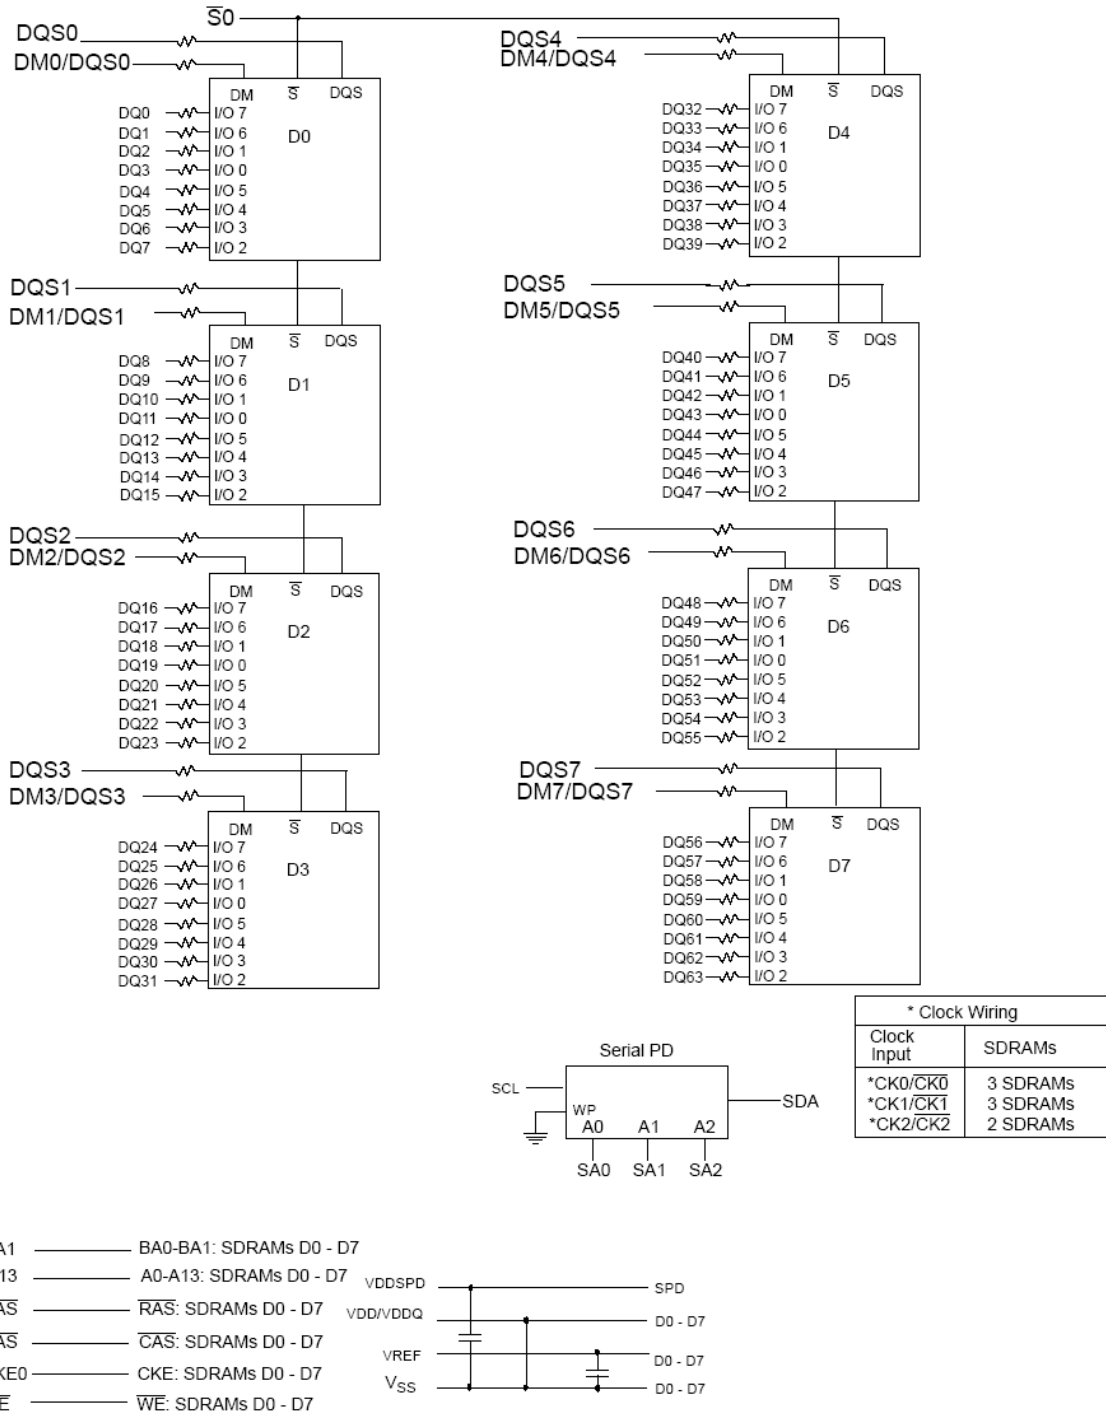 S̅0
DQS0
DM0/DQS0
DM S̅ DQS
D0
DQ0 I/O 7
DQ1 I/O 6
DQ2 I/O 1
DQ3 I/O 0
DQ4 I/O 5
DQ5 I/O 4
DQ6 I/O 3
DQ7 I/O 2
DQS1
DM1/DQS1
DM S̅ DQS
D1
DQ8 I/O 7
DQ9 I/O 6
DQ10 I/O 1
DQ11 I/O 0
DQ12 I/O 5
DQ13 I/O 4
DQ14 I/O 3
DQ15 I/O 2
DQS2
DM2/DQS2
DM S̅ DQS
D2
DQ16 I/O 7
DQ17 I/O 6
DQ18 I/O 1
DQ19 I/O 0
DQ20 I/O 5
DQ21 I/O 4
DQ22 I/O 3
DQ23 I/O 2
DQS3
DM3/DQS3
DM S̅ DQS
D3
DQ24 I/O 7
DQ25 I/O 6
DQ26 I/O 1
DQ27 I/O 0
DQ28 I/O 5
DQ29 I/O 4
DQ30 I/O 3
DQ31 I/O 2
DQS4
DM4/DQS4
DM S̅ DQS
D4
DQ32 I/O 7
DQ33 I/O 6
DQ34 I/O 1
DQ35 I/O 0
DQ36 I/O 5
DQ37 I/O 4
DQ38 I/O 3
DQ39 I/O 2
DQS5
DM5/DQS5
DM S̅ DQS
D5
DQ40 I/O 7
DQ41 I/O 6
DQ42 I/O 1
DQ43 I/O 0
DQ44 I/O 5
DQ45 I/O 4
DQ46 I/O 3
DQ47 I/O 2
DQS6
DM6/DQS6
DM S̅ DQS
D6
DQ48 I/O 7
DQ49 I/O 6
DQ50 I/O 1
DQ51 I/O 0
DQ52 I/O 5
DQ53 I/O 4
DQ54 I/O 3
DQ55 I/O 2
DQS7
DM7/DQS7
DM S̅ DQS
D7
DQ56 I/O 7
DQ57 I/O 6
DQ58 I/O 1
DQ59 I/O 0
DQ60 I/O 5
DQ61 I/O 4
DQ62 I/O 3
DQ63 I/O 2
* Clock Wiring
Clock Input SDRAMs
*CK0/C̅K̅0̅ 3 SDRAMs
*CK1/C̅K̅1̅ 3 SDRAMs
*CK2/C̅K̅2̅ 2 SDRAMs
Serial PD
SCL
WP
SDA
A0 A1 A2
SA0 SA1 SA2
A1 BA0-BA1: SDRAMs D0 - D7
13 A0-A13: SDRAMs D0 - D7
A̅S̅ R̅A̅S̅: SDRAMs D0 - D7
A̅S̅ C̅A̅S̅: SDRAMs D0 - D7
KE0 CKE: SDRAMs D0 - D7
E̅ W̅E̅: SDRAMs D0 - D7
VDDSPD SPD
VDD/VDDQ D0 - D7
VREF D0 - D7
VSS D0 - D7